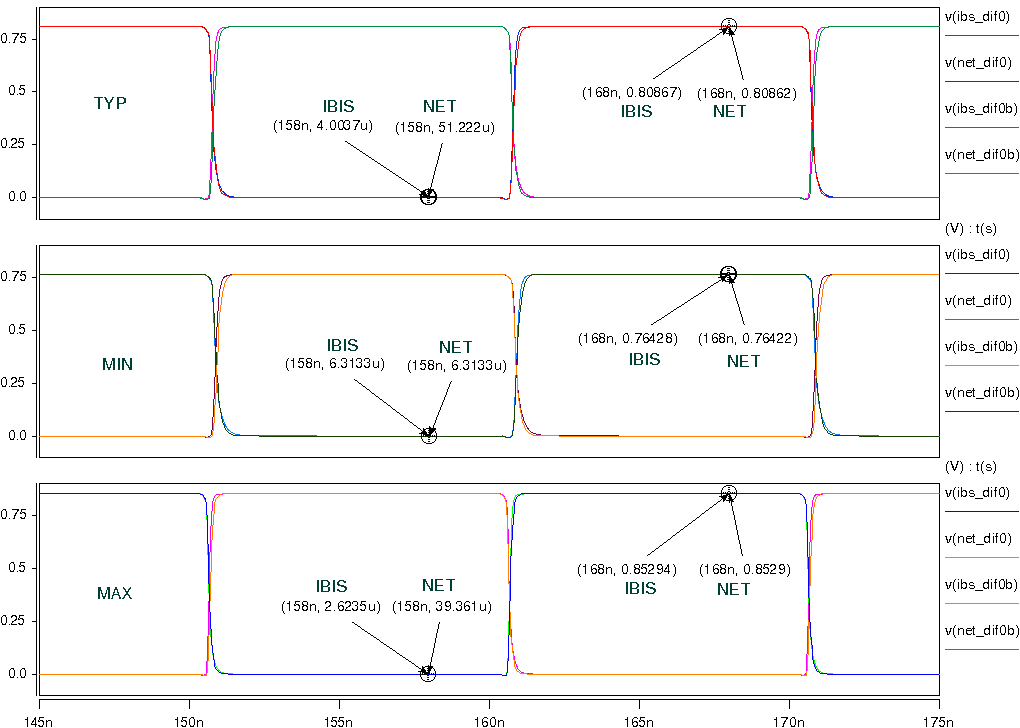 v(ibs_dif0)
0.75
v(net_dif0)
0.5
TYP
IBIS
NET
(158n, 4.0037u)
(158n, 51.222u)
(168n, 0.80867)
(168n, 0.80862)
IBIS
NET
v(ibs_dif0b)
0.25
v(net_dif0b)
0.0
(V) : t(s)
v(ibs_dif0)
0.75
v(net_dif0)
0.5
MIN
IBIS
NET
(158n, 6.3133u)
(158n, 6.3133u)
(168n, 0.76428)
(168n, 0.76422)
IBIS
NET
v(ibs_dif0b)
0.25
v(net_dif0b)
0.0
(V) : t(s)
v(ibs_dif0)
0.75
v(net_dif0)
0.5
MAX
IBIS
NET
(158n, 2.6235u)
(158n, 39.361u)
(168n, 0.85294)
(168n, 0.8529)
IBIS
NET
v(ibs_dif0b)
0.25
v(net_dif0b)
0.0
145n 150n 155n 160n 165n 170n 175n